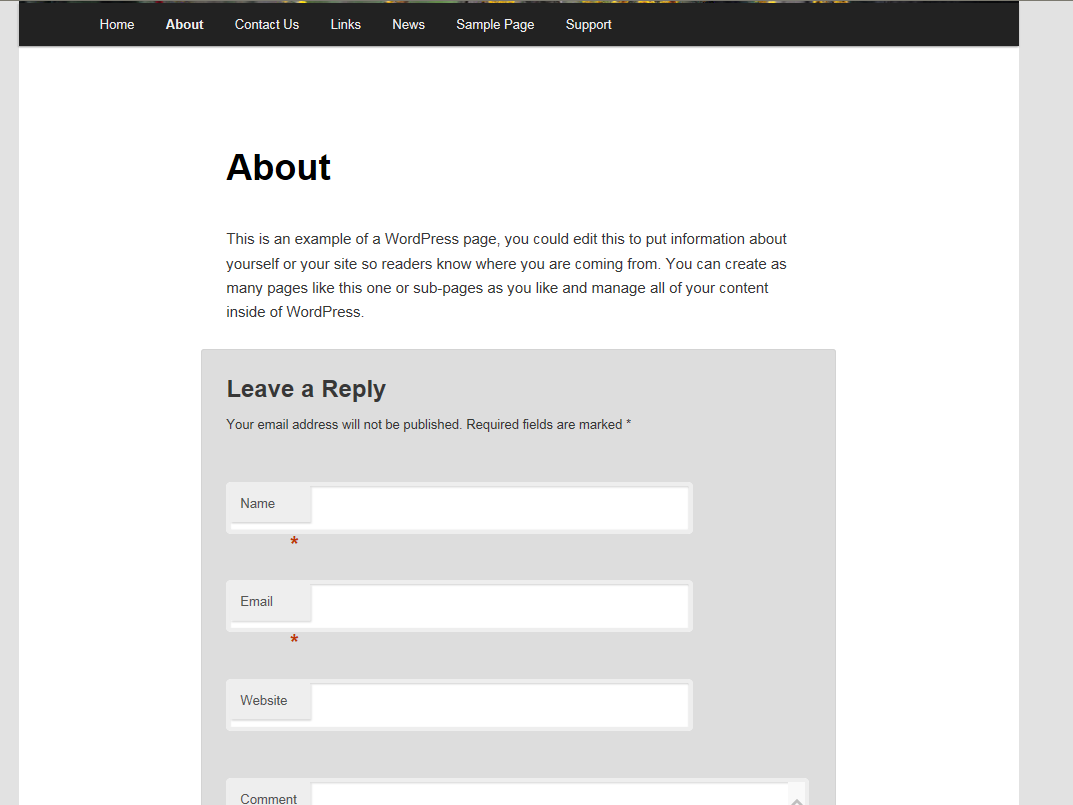 Home About Contact Us Links News Sample Page Support
About
This is an example of a WordPress page, you could edit this to put information about
yourself or your site so readers know where you are coming from. You can create as
many pages like this one or sub-pages as you like and manage all of your content
inside of WordPress.
Leave a Reply
Your email address will not be published. Required fields are marked *
Name
*
Email
*
Website
Comment